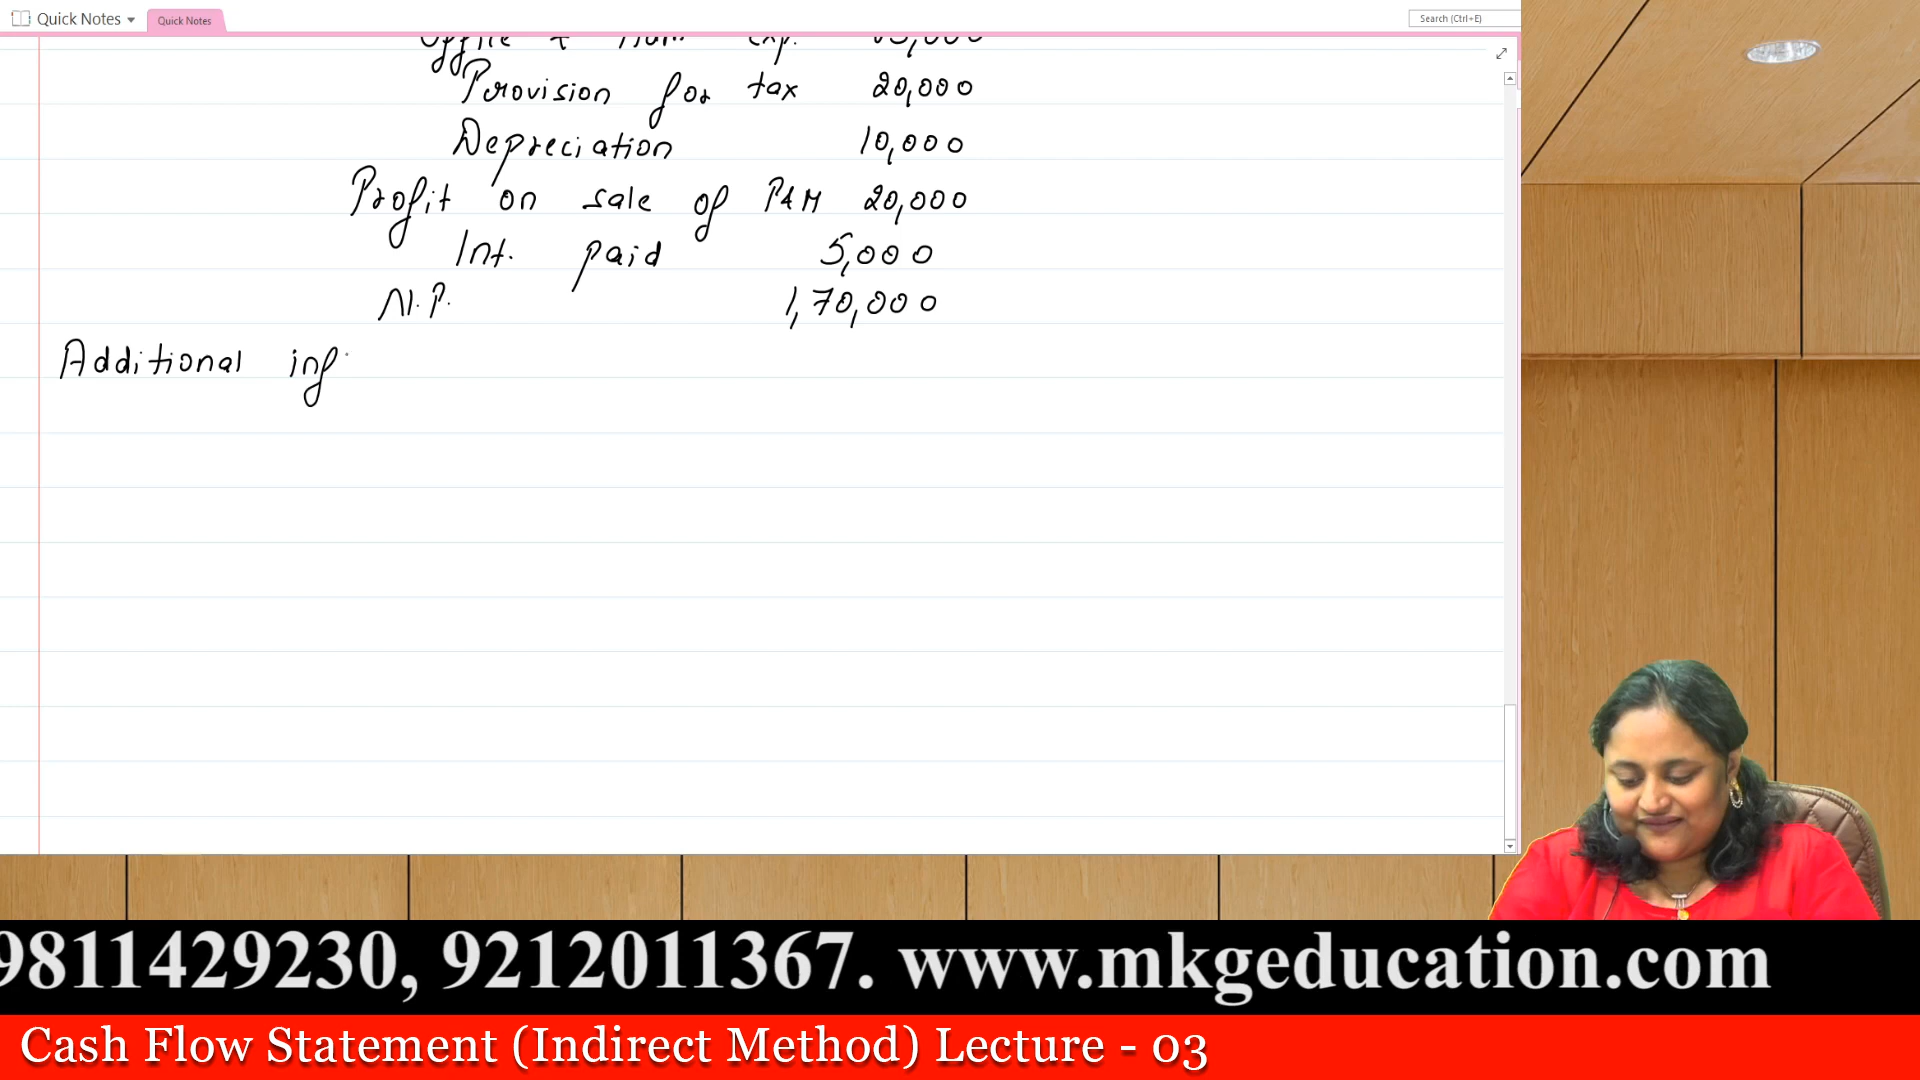 Quick Notes
Quick Notes
Search (Ctrl+E)
Provision for tax 20,000
Depreciation 10,000
Profit on sale of P&M 20,000
Int. paid 5,000
N.P. 1,70,000
Additional inf
9811429230, 9212011367. www.mkgeducation.com
Cash Flow Statement (Indirect Method) Lecture - 03